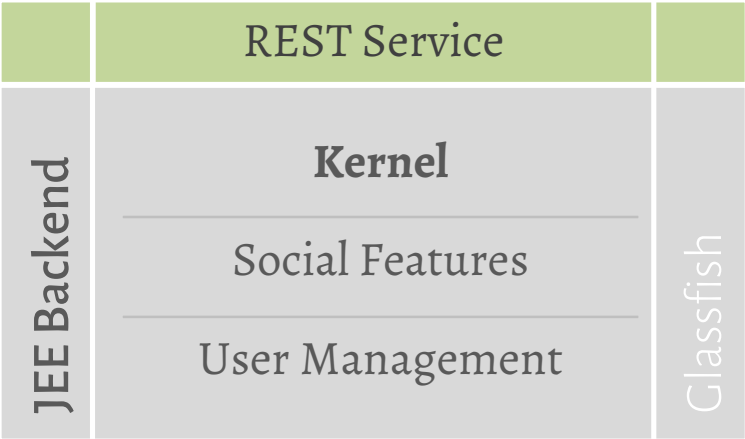 REST Service
JEE Backend
Kernel
Social Features
User Management
Glassfish